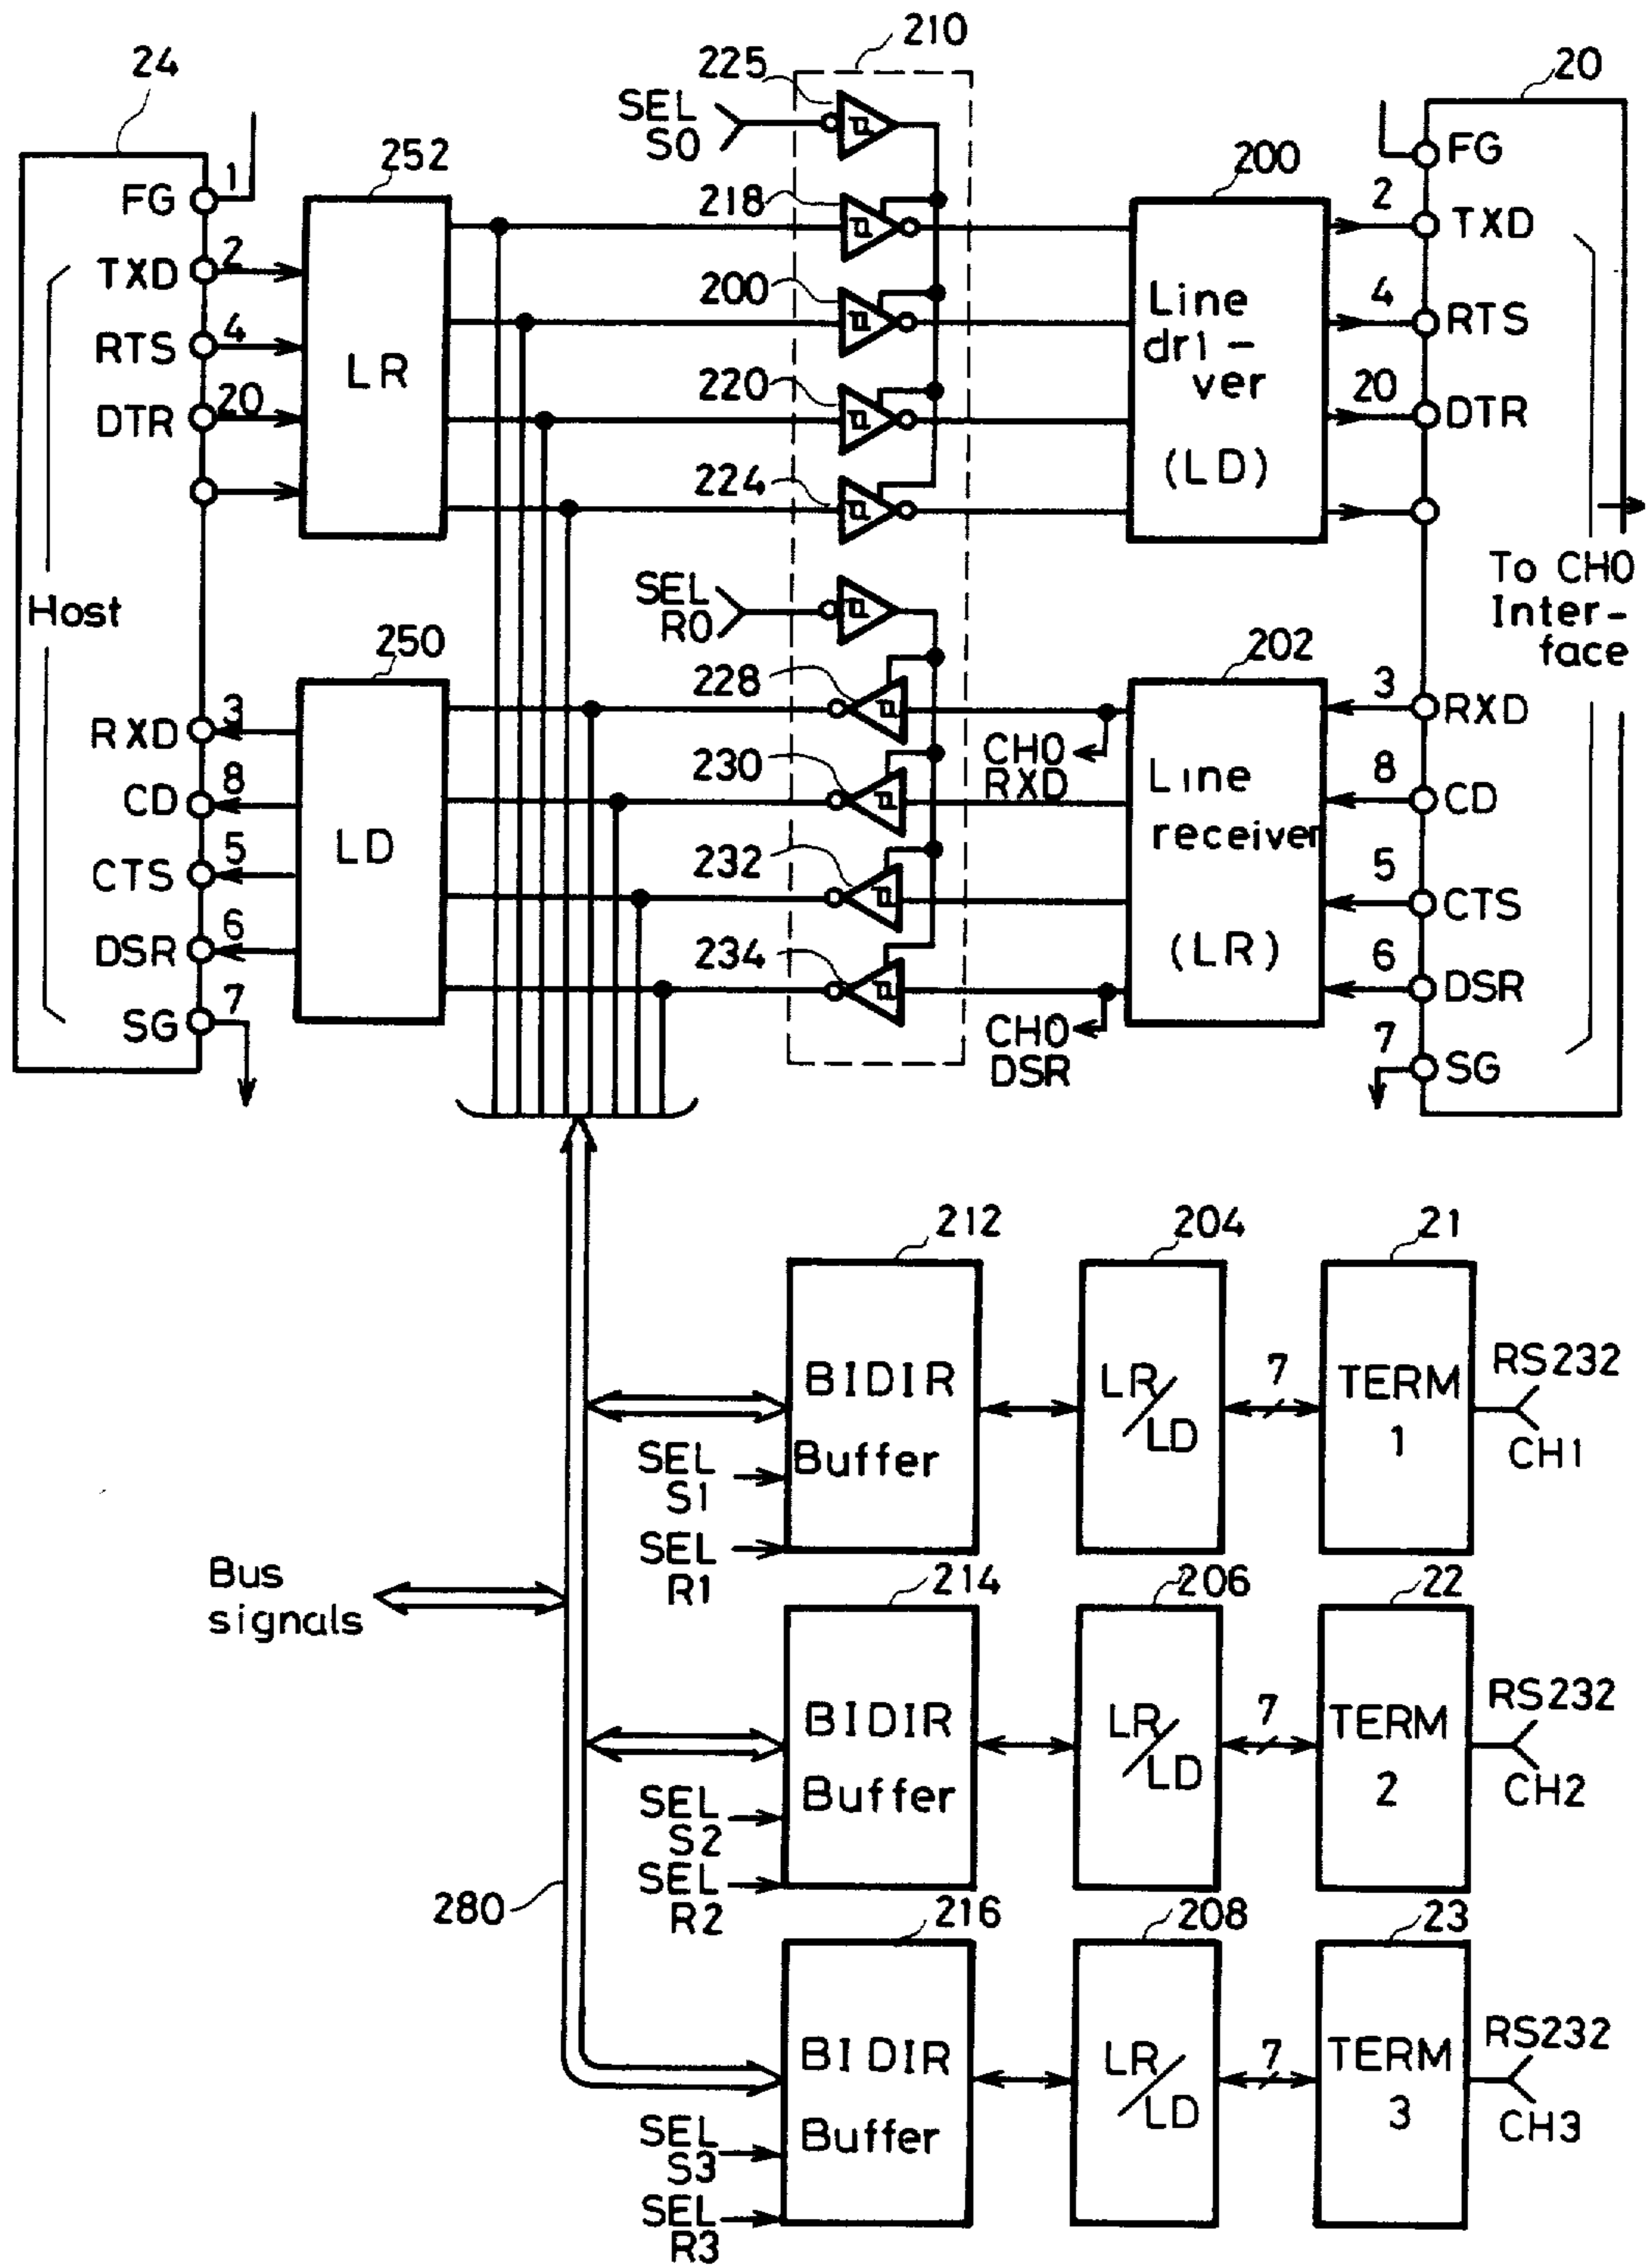 24
FG
1
TXD
2
RTS
4
DTR
20
Host
RXD
3
CD
8
CTS
5
DSR
6
SG
7
252
LR
250
LD
210
225
SEL
S0
218
200
220
224
SEL
R0
228
230
232
234
CH0
RXD
CH0
DSR
200
Line
dri-
ver
(LD)
202
Line
receiver
(LR)
20
FG
2
TXD
4
RTS
20
DTR
To CH0
Inter-
face
3
RXD
8
CD
5
CTS
6
DSR
7
SG
212
BIDIR
Buffer
SEL
S1
SEL
R1
204
LR/LD
7
21
TERM
1
RS232
CH1
Bus
signals
214
BIDIR
Buffer
SEL
S2
SEL
R2
206
LR/LD
7
22
TERM
2
RS232
CH2
280
216
BIDIR
Buffer
SEL
S3
SEL
R3
208
LR/LD
7
23
TERM
3
RS232
CH3